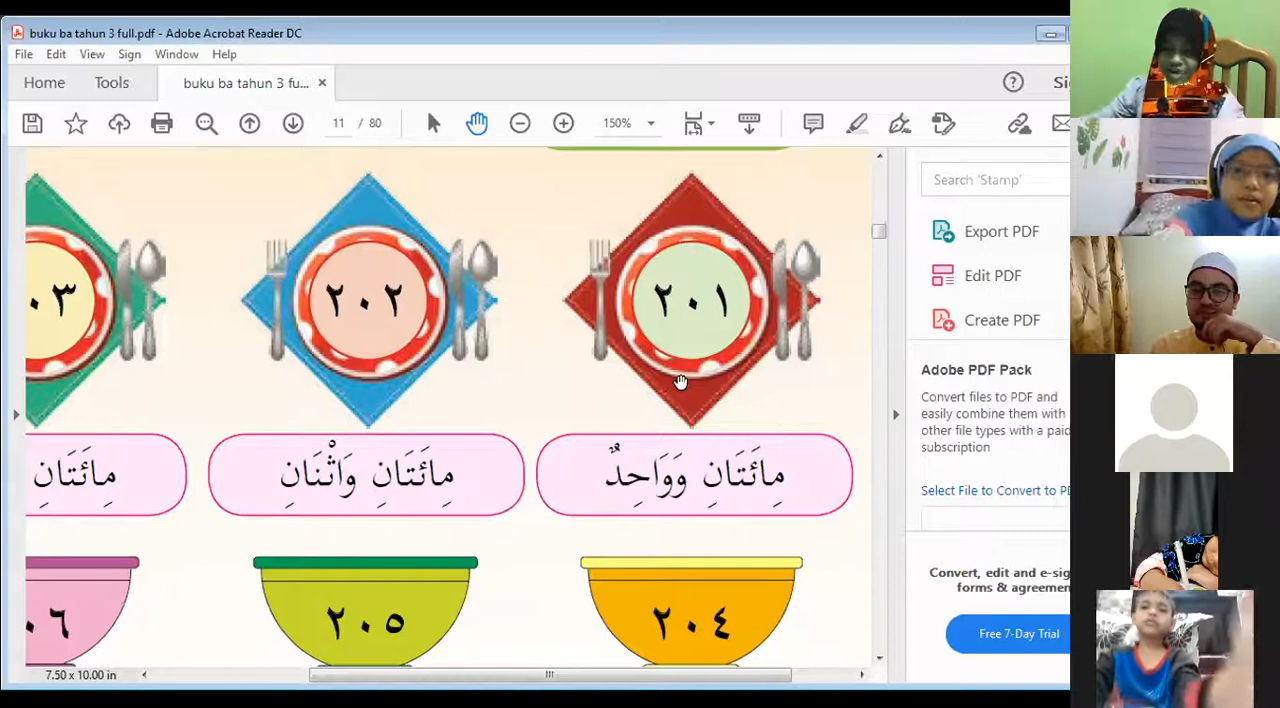 buku ba tahun 3 full.pdf - Adobe Acrobat Reader DC
File Edit View Sign Window Help
Home Tools buku ba tahun 3 fu... ×
11 / 80 150%
٢٠١ ٢٠٢ ٠٣
مِائَتَانِ وَوَاحِدٌ
مِائَتَانِ وَاثْنَانِ
مِائَتَانِ
٢٠٤ ٢٠٥ ٠٦
7.50 x 10.00 in
Search 'Stamp'
Export PDF
Edit PDF
Create PDF
Adobe PDF Pack
Convert files to PDF and
easily combine them with
other file types with a paid
subscription
Select File to Convert to
Convert, edit and
forms &
Free 7-Day Trial